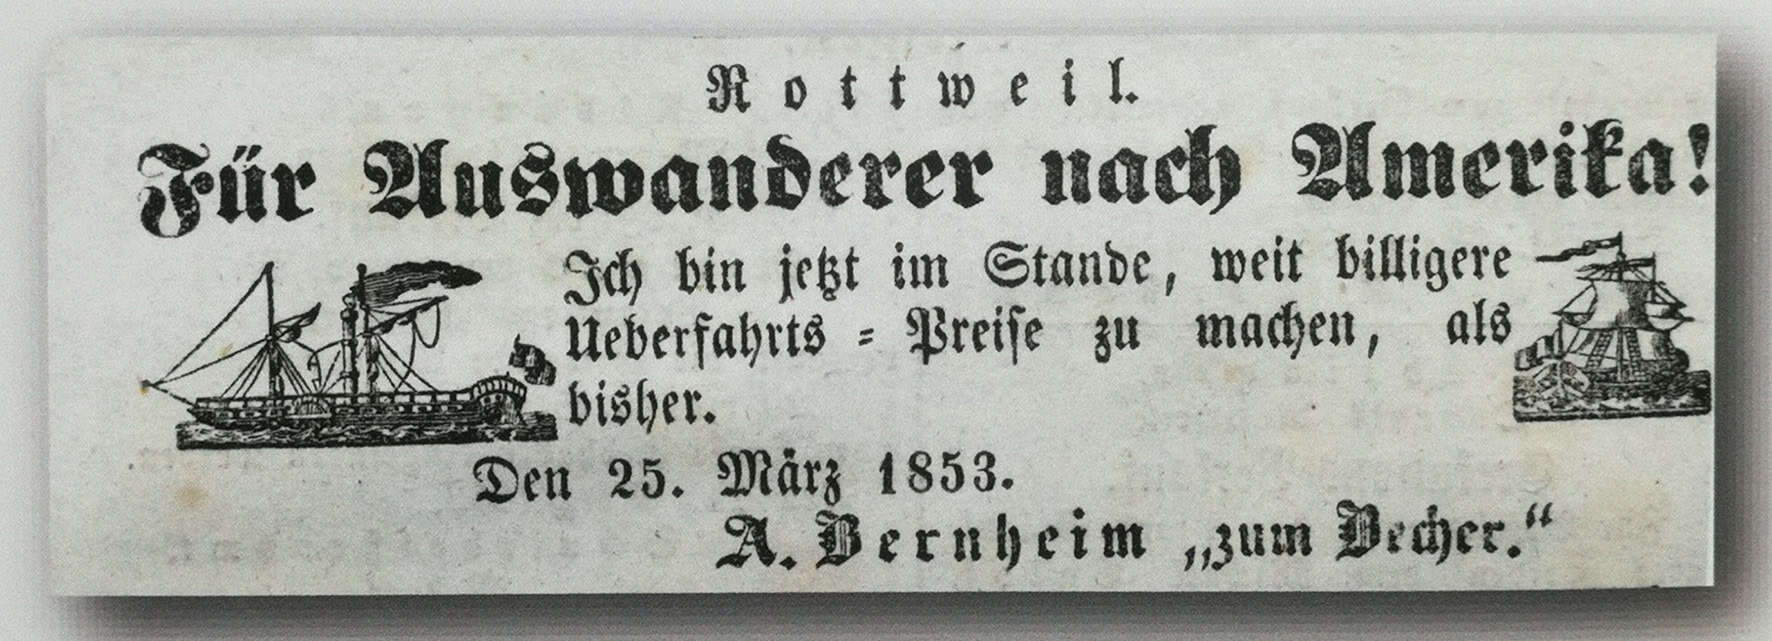 Rottweil.
Für Auswanderer nach Amerika!
Ich bin jetzt im Stande, weit billigere
Ueberfahrts = Preise zu machen, als
bisher.
Den 25. März 1853.
A. Bernheim „zum Becher.“